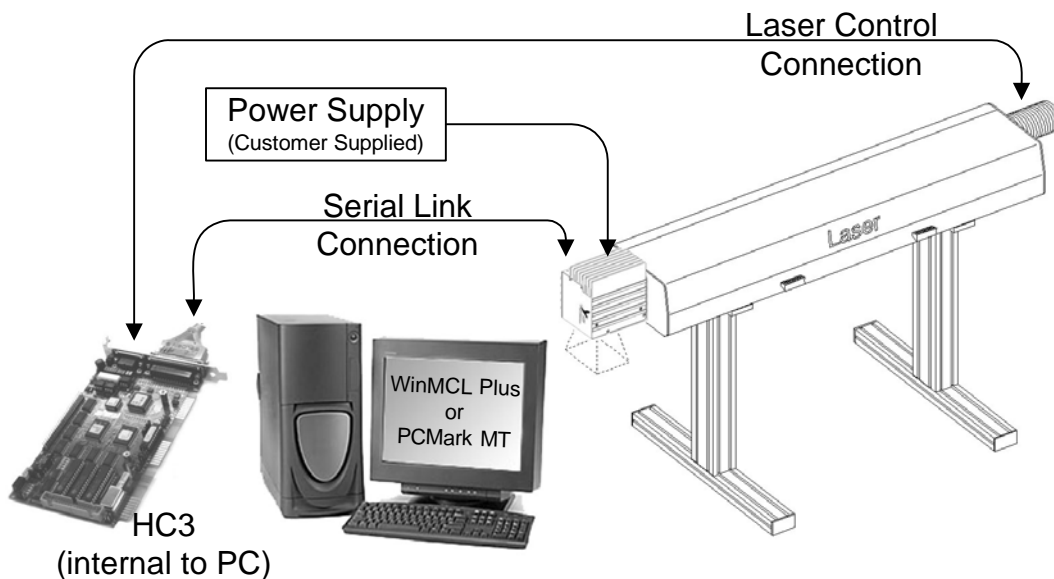 Laser Control
Connection
Power Supply
(Customer Supplied)
Serial Link
Connection
Laser
WinMCL Plus
or
PCMark MT
HC3
(internal to PC)